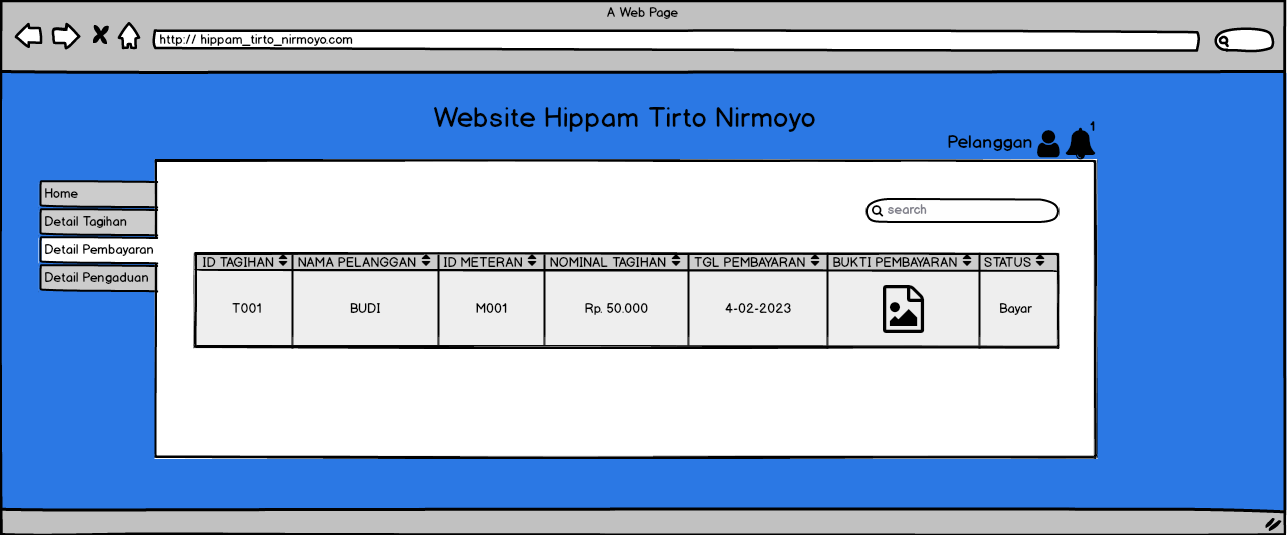 A Web Page
http:// hippam_tirto_nirmoyo.com
Website Hippam Tirto Nirmoyo
Pelanggan 1
Home
Detail Tagihan
Detail Pembayaran
Detail Pengaduan
search
ID TAGIHAN NAMA PELANGGAN ID METERAN NOMINAL TAGIHAN TGL PEMBAYARAN BUKTI PEMBAYARAN STATUS
T001 BUDI M001 Rp. 50.000 4-02-2023 Bayar